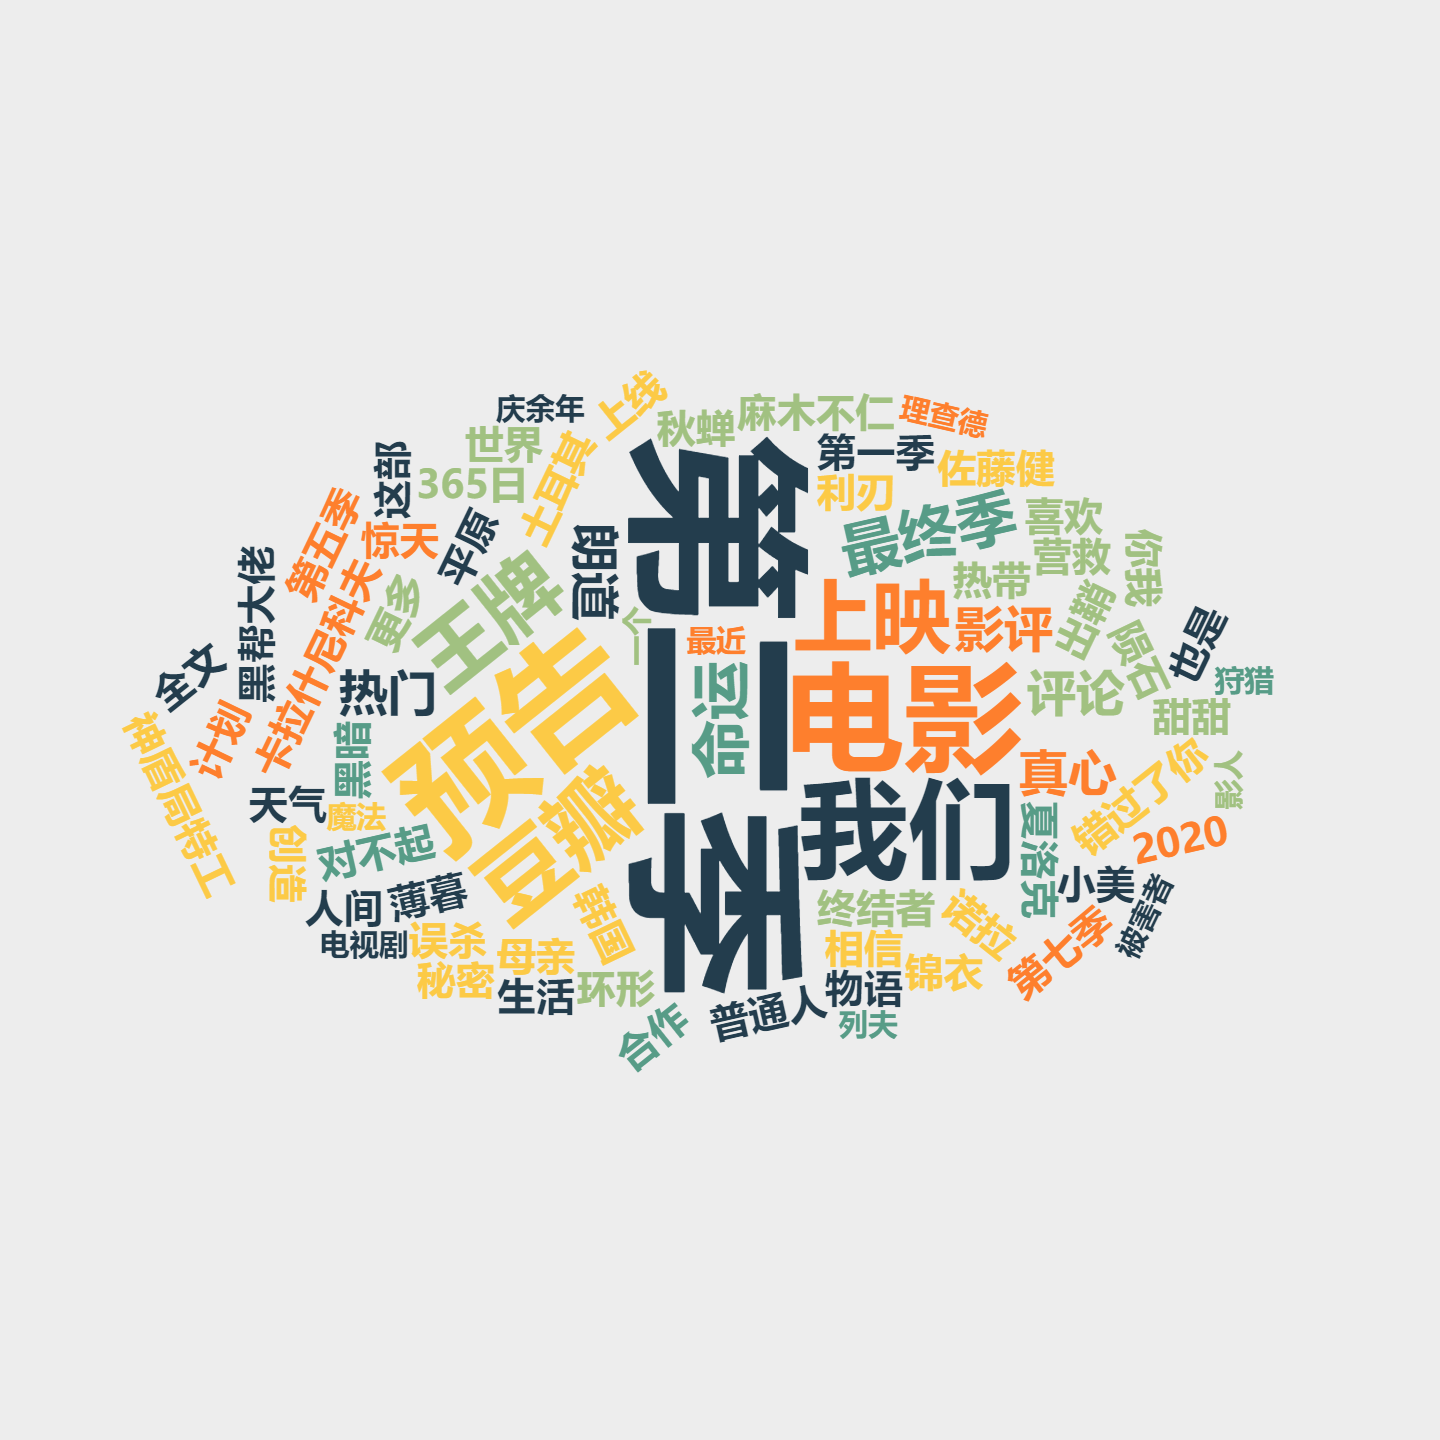 庆余年
上线
秋蝉
麻木不仁
理查德
世界
土耳其
第一季
佐藤健
这部
365日
利刃
第五季
惊天
平原
朗道
第二季
最终季
喜欢
营救
热带
你我
黑帮大佬
卡拉什尼科夫
更多
王牌
一个
最近
上映
影评
出鞘
陨石
也是
全文
热门
预告
命运
电影
评论
狩猎
甜甜
神盾局特工
计划
黑暗
真心
错过了你
影人
天气
魔法
豆瓣
我们
夏洛克
2020
创造
对不起
人间
薄暮
韩国
终结者
诺拉
小美
被害者
电视剧
误杀
母亲
相信
锦衣
第七季
秘密
生活
环形
物语
合作
普通人
列夫